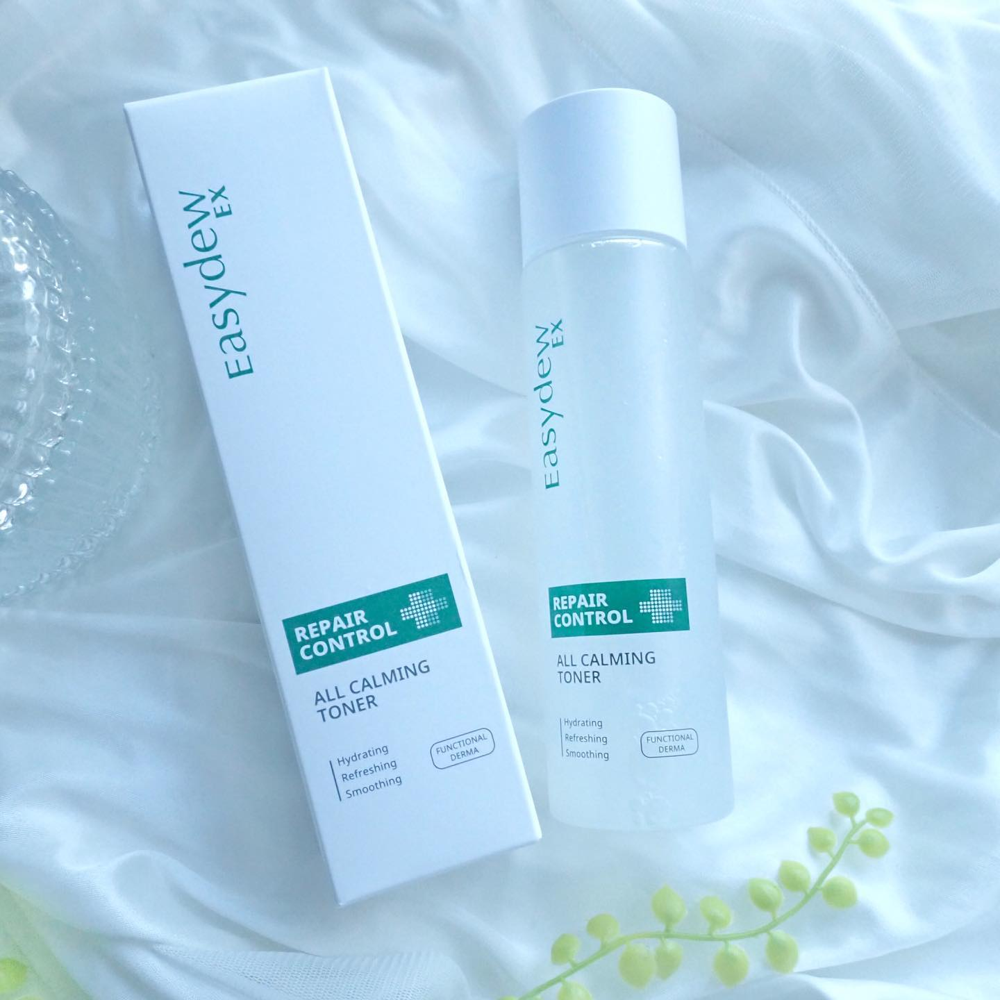 Easydew
EX
REPAIR
CONTROL
ALL CALMING
TONER
Hydrating
Refreshing
Smoothing
FUNCTIONAL
DERMA
Easydew
EX
REPAIR
CONTROL
ALL CALMING
TONER
Hydrating
Refreshing
Smoothing
FUNCTIONAL
DERMA